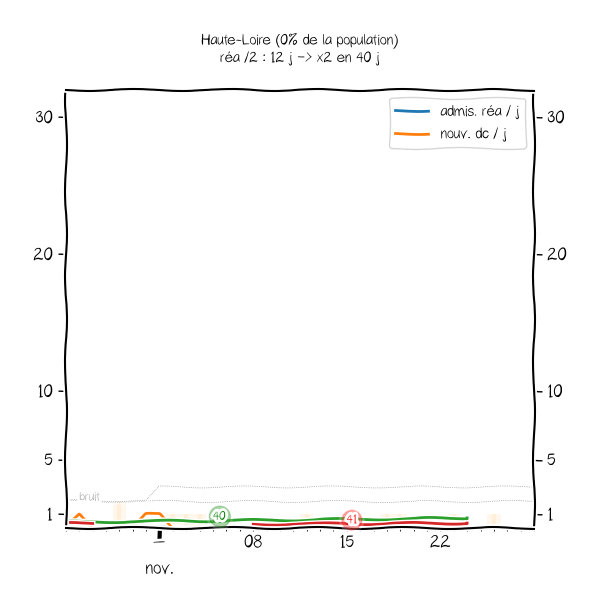 Haute-Loire (0% de la population)
réa /2 : 12 j -> x2 en 40 j
admis. réa / j
nouv. dc / j
30
30
20
20
10
10
5
5
bruit
1
1
40
41
1
08
15
22
nov.